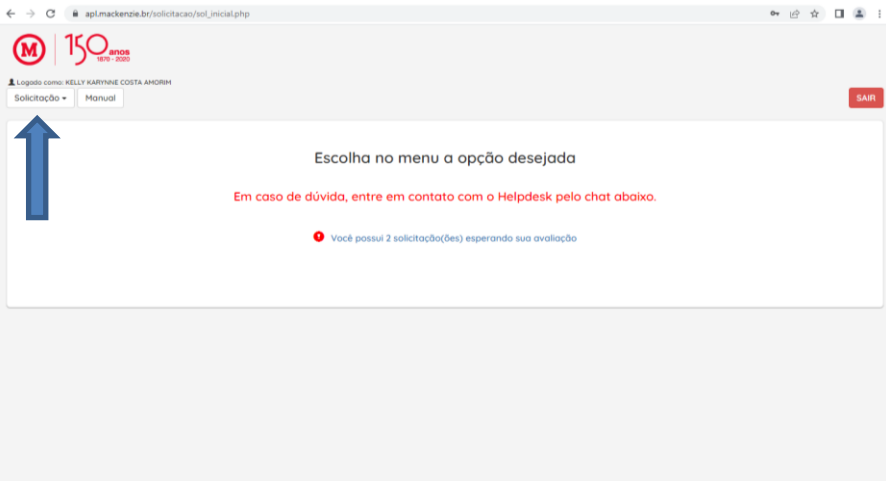 apl.mackenzie.br/solicitacao/sol_inicial.php
M
150 anos
1870 - 2020
Logado como: KELLY KARYNNE COSTA AMORIM
Solicitação
Manual
SAIR
Escolha no menu a opção desejada
Em caso de dúvida, entre em contato com o Helpdesk pelo chat abaixo.
Você possui 2 solicitação(ões) esperando sua avaliação